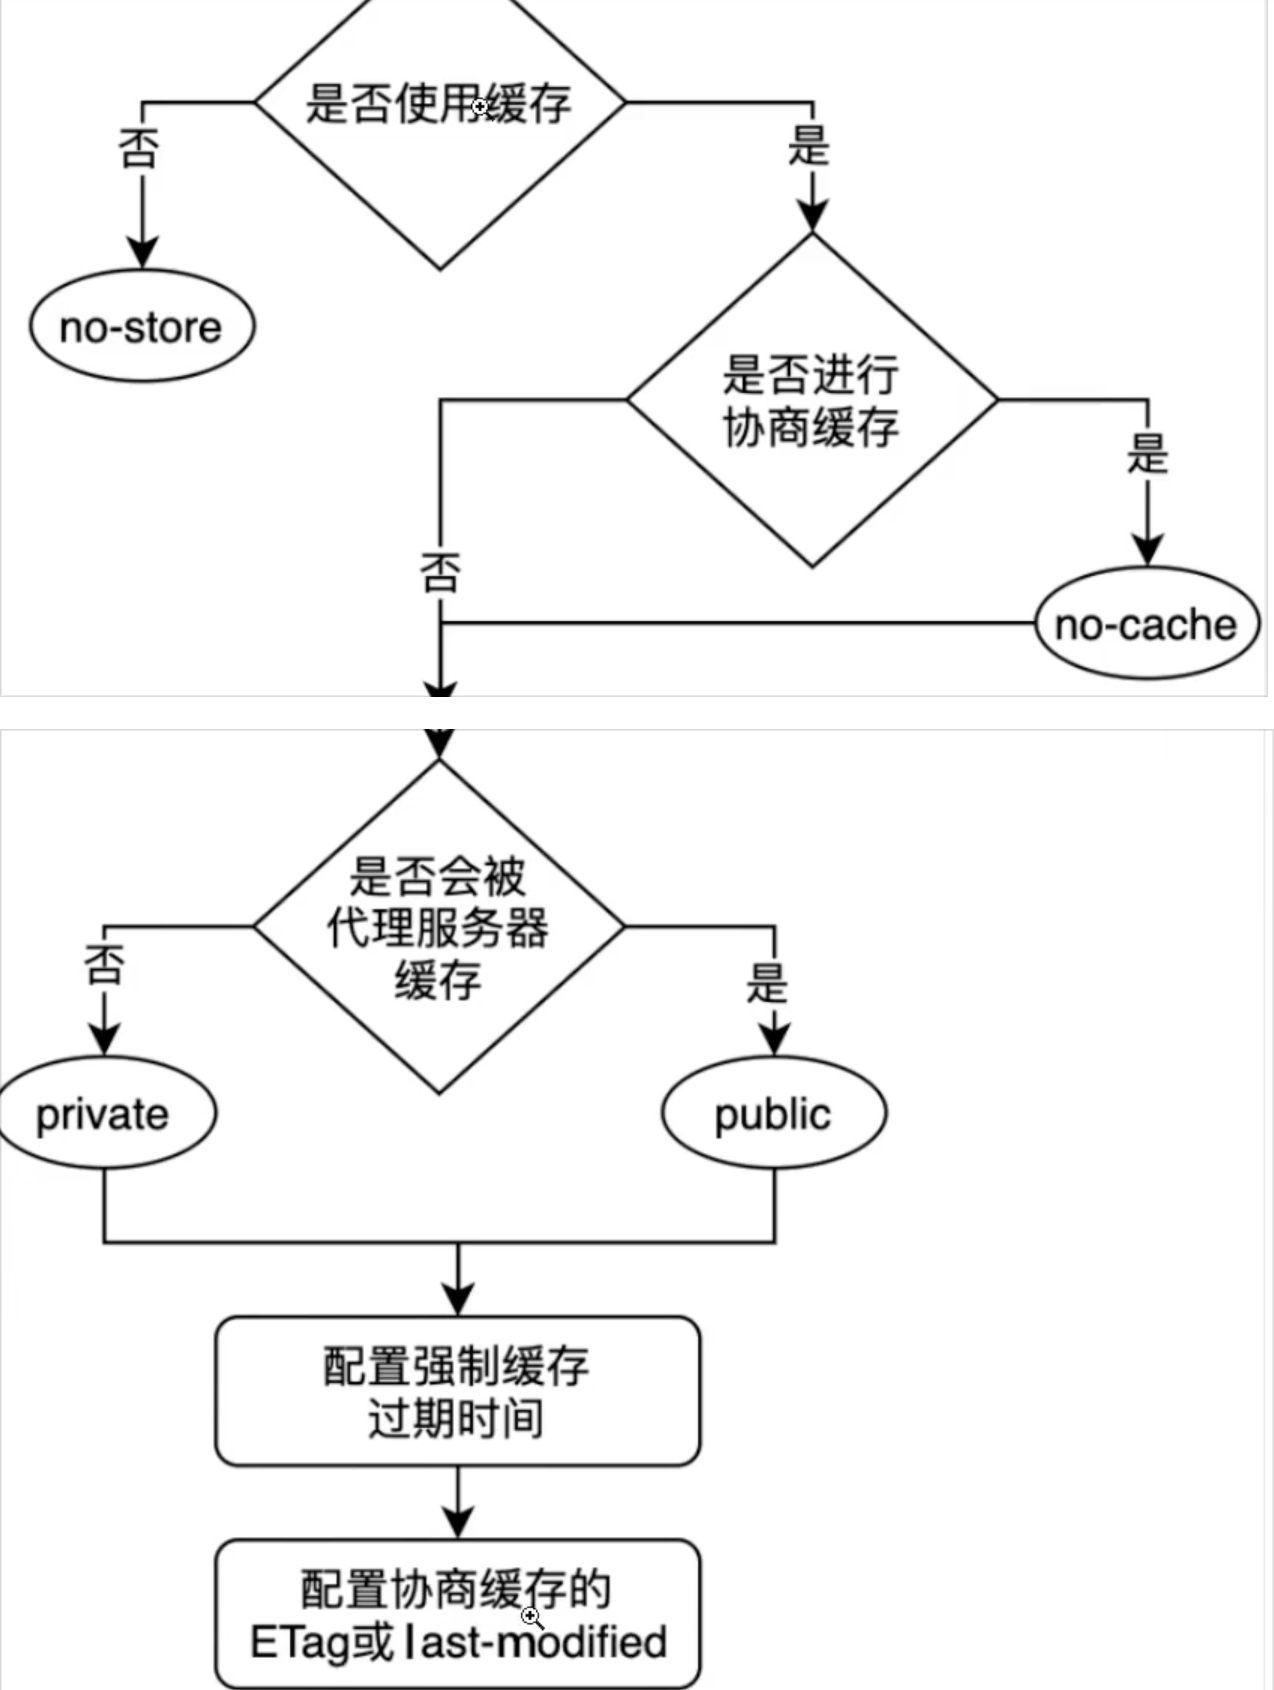 是否使用缓存
否
是
no-store
是否进行
协商缓存
是
否
no-cache
是否会被
代理服务器
缓存
否
是
private
public
配置强制缓存
过期时间
配置协商缓存的
ETag或last-modified